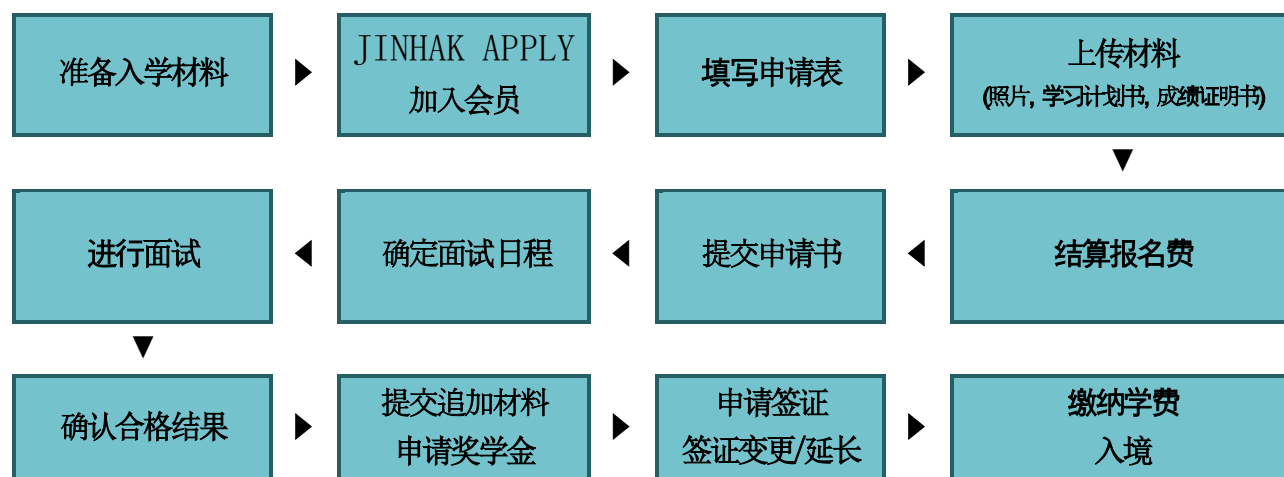 准备入学材料
JINHAK APPLY
加入会员
填写申请表
上传材料
(照片, 学习计划书, 成绩证明书)
结算报名费
提交申请书
确定面试日程
进行面试
确认合格结果
提交追加材料
申请奖学金
申请签证
签证变更/延长
缴纳学费
入境